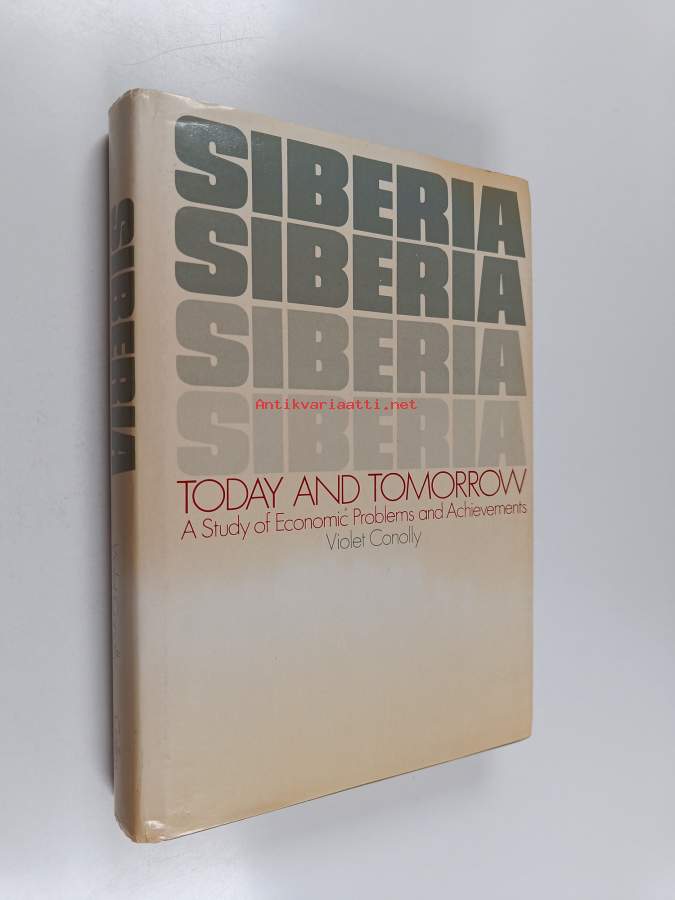 SIBERIA
SIBERIA
SIBERIA
SIBERIA
SIBERIA
TODAY AND TOMORROW
A Study of Economic Problems and Achievements
Violet Conolly
Antikvariaatti.net